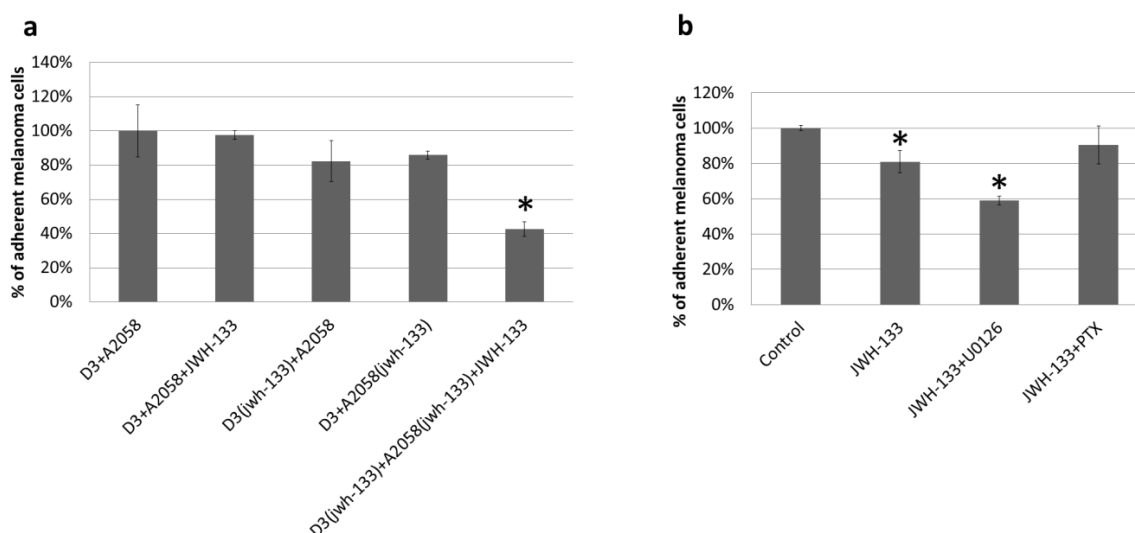 a
% of adherent melanoma cells
140%
120%
100%
80%
60%
40%
20%
0%
D3+A2058
D3+A2058+JWH-133
D3(jwh-133)+A2058
D3+A2058(jwh-133)
D3(jwh-133)+A2058(jwh-133)+JWH-133
*
b
% of adherent melanoma cells
120%
100%
80%
60%
40%
20%
0%
Control
JWH-133
JWH-133+U0126
JWH-133+PTX
*
*